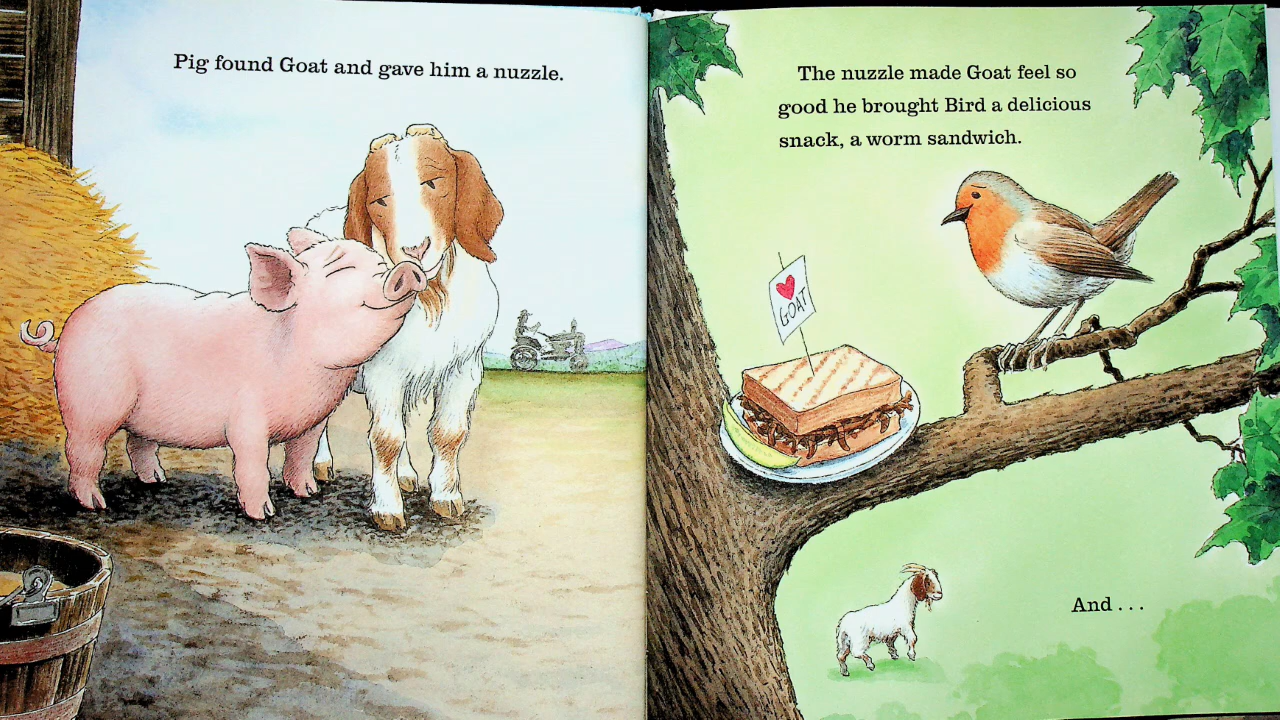 Pig found Goat and gave him a nuzzle.
The nuzzle made Goat feel so
good he brought Bird a delicious
snack, a worm sandwich.
GOAT
And . . .